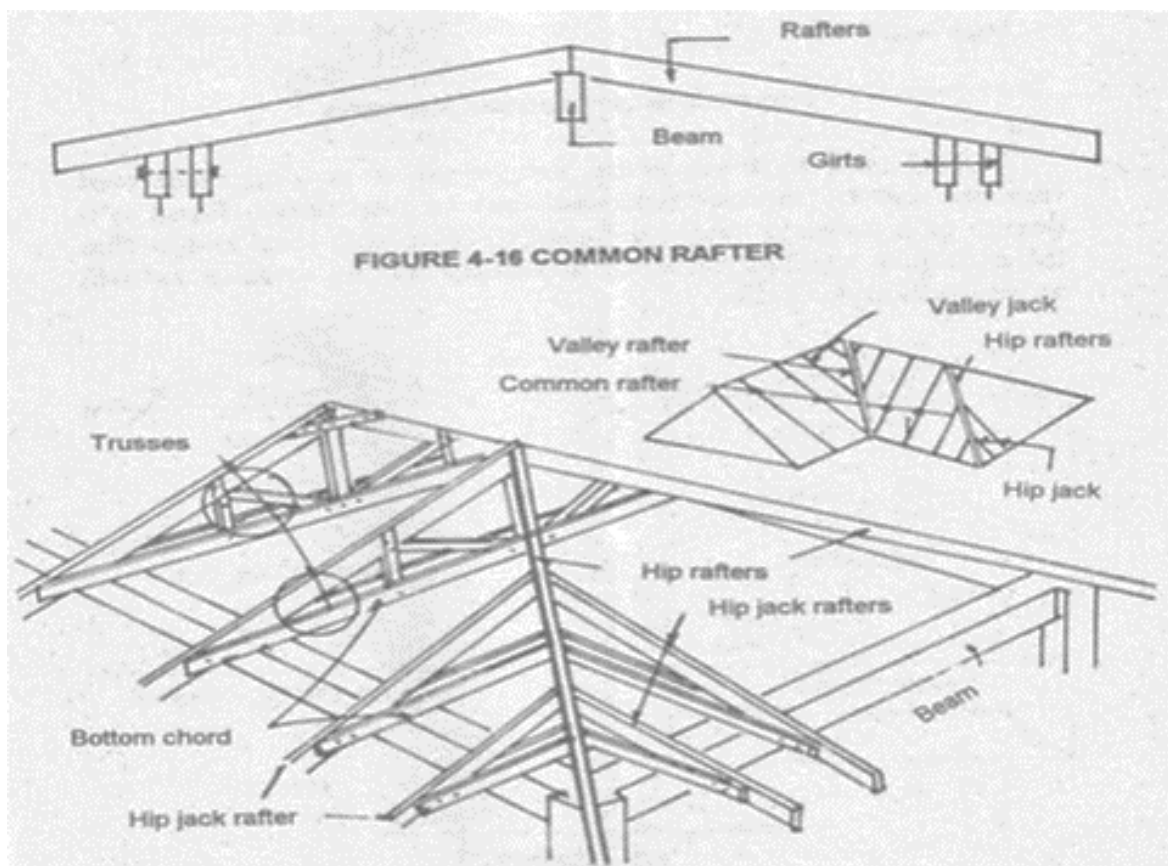 Rafters
Beam
Girts
FIGURE 4-16 COMMON RAFTER
Valley jack
Valley rafter
Hip rafters
Common rafter
Trusses
Hip jack
Hip rafters
Hip jack rafters
Beam
Bottom chord
Hip jack rafter